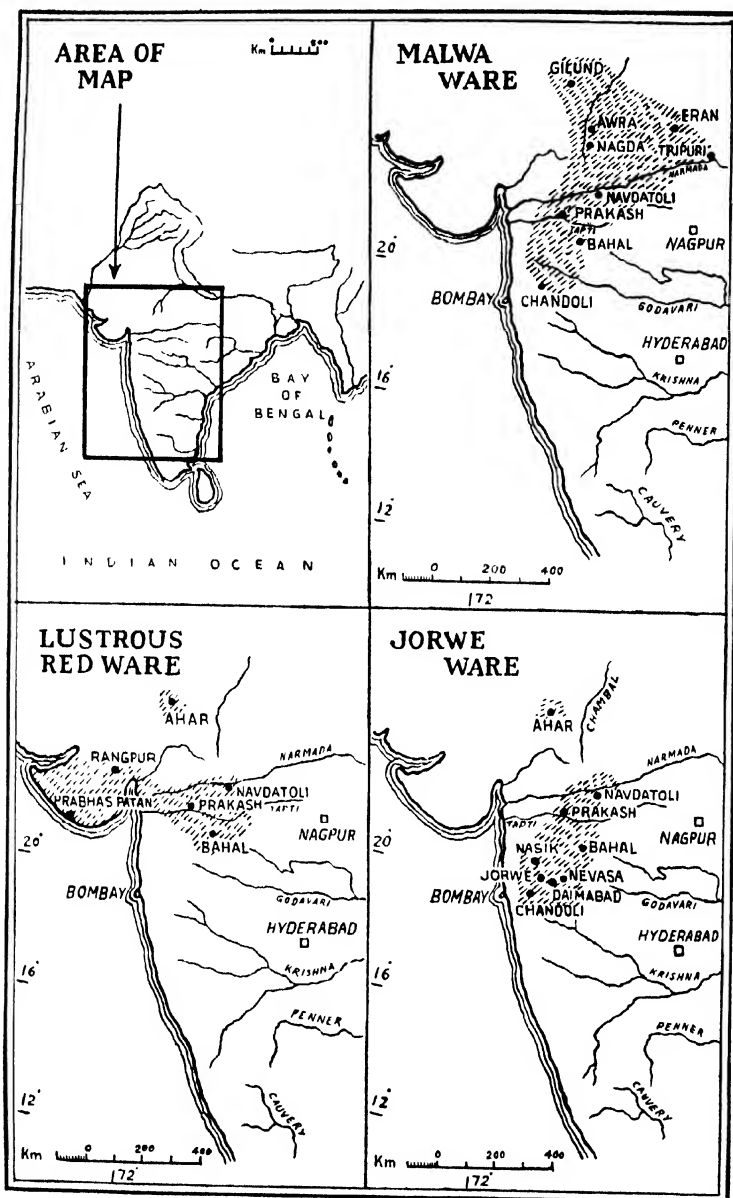 AREA OF
MAP
Km 0 200
ARABIAN SEA
BAY
OF
BENGAL
INDIAN OCEAN
MALWA
WARE
GILUND
AWRA
ERAN
NAGDA
TRIPURI
NARMADA
NAVDATOLI
PRAKASH
TAPTI
20°
BAHAL
NAGPUR
CHANDOLI
BOMBAY
GODAVARI
HYDERABAD
16°
KRISHNA
PENNER
CAUVERY
12°
Km 0 200 400
72°
LUSTROUS
RED WARE
AHAR
RANGPUR
NARMADA
NAVDATOLI
PRABHAS PATAN
PRAKASH
TAPTI
20°
BAHAL
NAGPUR
BOMBAY
GODAVARI
HYDERABAD
16°
KRISHNA
PENNER
12°
CAUVERY
Km 0 200 400
72°
JORWE
WARE
AHAR
CHAMBAL
NARMADA
NAVDATOLI
PRAKASH
TAPTI
20°
NASIK
BAHAL
NAGPUR
JORWE
NEVASA
BOMBAY
DAIMABAD
GODAVARI
CHANDOLI
HYDERABAD
16°
KRISHNA
PENNER
12°
CAUVERY
Km 0 200 400
72°